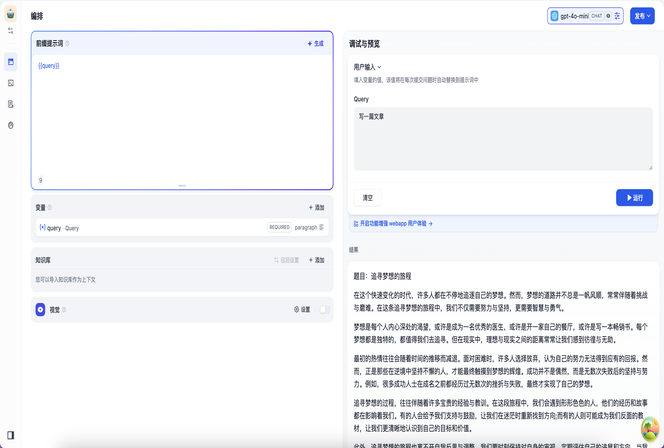 编排
gpt-4o-mini CHAT
发布
前缀提示词
生成
{{query}}
9
变量
添加
{x} query Query
REQUIRED paragraph
知识库
召回设置
添加
您可以导入知识库作为上下文
视觉
设置
调试与预览
用户输入
填入变量的值，该值将在每次提交问题时自动替换到提示词中
Query
写一篇文章
清空
运行
开启功能增强 webapp 用户体验 →
结果
题目：追寻梦想的旅程
在这个快速变化的时代，许多人都在不停地追逐自己的梦想。然而，梦想的道路并不总是一帆风顺，常常伴随着挑战
与磨难。在这条追寻梦想的旅程中，我们不仅需要努力与坚持，更需要智慧与勇气。
梦想是每个人内心深处的渴望，或许是成为一名优秀的医生，或许是开一家自己的餐厅，或许是写一本畅销书。每个
梦想都是独特的，都值得我们去追寻。但在现实中，理想与现实之间的距离常常让我们感到彷徨与无助。
最初的热情往往会随着时间的推移而减退。面对困难时，许多人选择放弃，认为自己的努力无法得到应有的回报。然
而，正是那些在逆境中坚持不懈的人，才能最终触摸到梦想的辉煌。成功并不是偶然，而是无数次失败后的坚持与努
力。例如，很多成功人士在成名之前都经历过无数次的挫折与失败，最终才实现了自己的梦想。
追寻梦想的过程，往往伴随着许多宝贵的经验与教训。在这段旅程中，我们会遇到形形色色的人，他们的经历和故事
都在影响着我们。有的人会给予我们支持与鼓励，让我们在迷茫时重新找到方向;而有的人则可能成为我们反面的教
材，让我们更清晰地认识到自己的目标和价值。